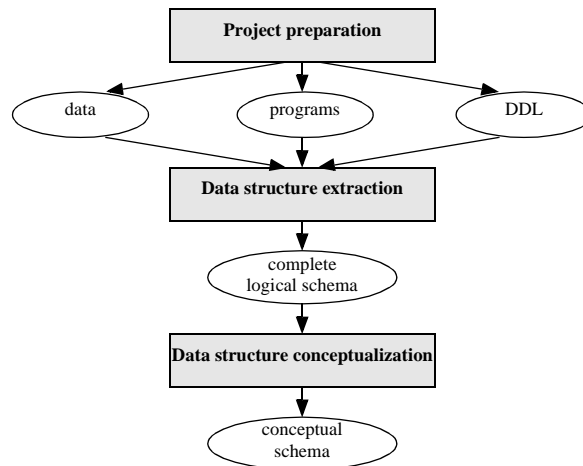 Project preparation
data
programs
DDL
Data structure extraction
complete
logical schema
Data structure conceptualization
conceptual
schema